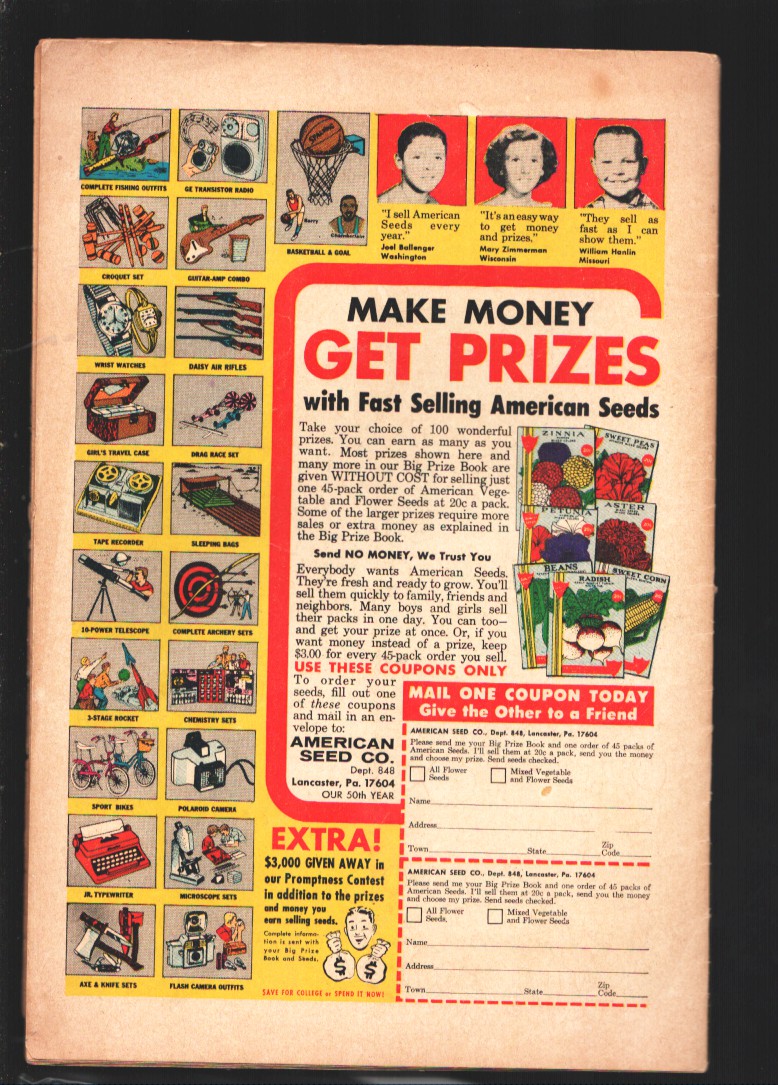 COMPLETE FISHING OUTFITS
GE TRANSISTOR RADIO
SPALDING
Barry
Chamberlain
BASKETBALL & GOAL
CROQUET SET
GUITAR-AMP COMBO
WRIST WATCHES
DAISY AIR RIFLES
GIRL'S TRAVEL CASE
DRAG RACE SET
TAPE RECORDER
SLEEPING BAGS
10-POWER TELESCOPE
COMPLETE ARCHERY SETS
3-STAGE ROCKET
CHEMISTRY SETS
SPORT BIKES
POLAROID CAMERA
JR. TYPEWRITER
MICROSCOPE SETS
AXE & KNIFE SETS
FLASH CAMERA OUTFITS
"I sell American
Seeds every
year."
Joel Ballenger
Washington
"It's an easy way
to get money
and prizes."
Mary Zimmerman
Wisconsin
"They sell as
fast as I can
show them."
William Hanlin
Missouri
MAKE MONEY
GET PRIZES
with Fast Selling American Seeds
Take your choice of 100 wonderful
prizes. You can earn as many as you
want. Most prizes shown here and
many more in our Big Prize Book are
given WITHOUT COST for selling just
one 45-pack order of American Vege-
table and Flower Seeds at 20c a pack.
Some of the larger prizes require more
sales or extra money as explained in
the Big Prize Book.
Send NO MONEY, We Trust You
Everybody wants American Seeds.
They're fresh and ready to grow. You'll
sell them quickly to family, friends and
neighbors. Many boys and girls sell
their packs in one day. You can too—
and get your prize at once. Or, if you
want money instead of a prize, keep
$3.00 for every 45-pack order you sell.
ZINNIA
SWEET PEAS
PETUNIA
ASTER
BEANS
RADISH
SWEET CORN
USE THESE COUPONS ONLY
To order your
seeds, fill out one
of these coupons
and mail in an en-
velope to:
AMERICAN
SEED CO.
Dept. 848
Lancaster, Pa. 17604
OUR 50th YEAR
MAIL ONE COUPON TODAY
Give the Other to a Friend
AMERICAN SEED CO., Dept. 848, Lancaster, Pa. 17604
Please send me your Big Prize Book and one order of 45 packs of
American Seeds. I'll sell them at 20c a pack, send you the money
and choose my prize. Send seeds checked.
All Flower
Seeds
Mixed Vegetable
and Flower Seeds
Name
Address
Town State Zip Code
AMERICAN SEED CO., Dept. 848, Lancaster, Pa. 17604
Please send me your Big Prize Book and one order of 45 packs of
American Seeds. I'll sell them at 20c a pack, send you the money
and choose my prize. Send seeds checked.
All Flower
Seeds.
Mixed Vegetable
and Flower Seeds
Name
Address
Town State Zip Code
EXTRA!
$3,000 GIVEN AWAY in
our Promptness Contest
in addition to the prizes
and money you
earn selling seeds.
Complete informa-
tion is sent with
your Big Prize
Book and Seeds.
$ $
SAVE FOR COLLEGE or SPEND IT NOW!